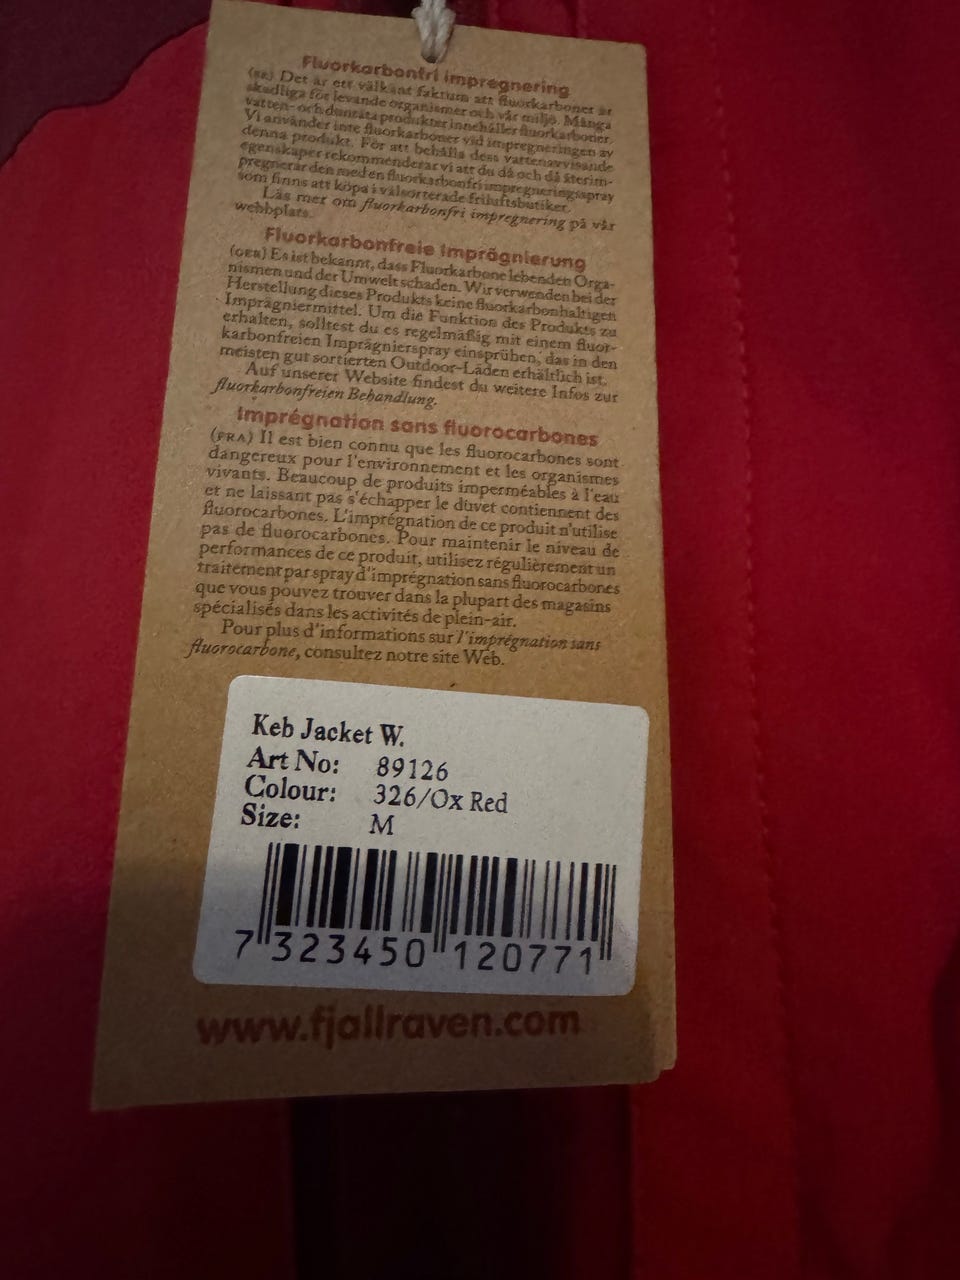 Fluorkarbonfri impregnering
(SE) Det är ett välkänt faktum att fluorkarboner är
skadliga för levande organismer och vår miljö. Många
vatten- och duntäta produkter innehåller fluorkarboner.
Vi använder inte fluorkarboner vid impregneringen av
denna produkt. För att behålla dess vattenavvisande
egenskaper rekommenderar vi att du då och då återim-
pregnerar den med en fluorkarbonfri impregneringsspray
som finns att köpa i välsorterade friluftsbutiker.
Läs mer om fluorkarbonfri impregnering på vår
webbplats.
Fluorkarbonfreie Imprägnierung
(GER) Es ist bekannt, dass Fluorkarbone lebenden Orga-
nismen und der Umwelt schaden. Wir verwenden bei der
Herstellung dieses Produkts keine fluorkarbonhaltigen
Imprägniermittel. Um die Funktion des Produkts zu
erhalten, solltest du es regelmäßig mit einem fluor-
karbonfreien Imprägnierspray einsprühen, das in den
meisten gut sortierten Outdoor-Läden erhältlich ist.
Auf unserer Website findest du weitere Infos zur
fluorkarbonfreien Behandlung.
Imprégnation sans fluorocarbones
(FRA) Il est bien connu que les fluorocarbones sont
dangereux pour l'environnement et les organismes
vivants. Beaucoup de produits imperméables à l'eau
et ne laissant pas s'échapper le duvet contiennent des
fluorocarbones. L'imprégnation de ce produit n'utilise
pas de fluorocarbones. Pour maintenir le niveau de
performances de ce produit, utilisez régulièrement un
traitement par spray d'imprégnation sans fluorocarbones
que vous pouvez trouver dans la plupart des magasins
spécialisés dans les activités de plein-air.
Pour plus d'informations sur l'imprégnation sans
fluorocarbone, consultez notre site Web.
Keb Jacket W.
Art No: 89126
Colour: 326/Ox Red
Size: M
7 323450 120771
www.fjallraven.com